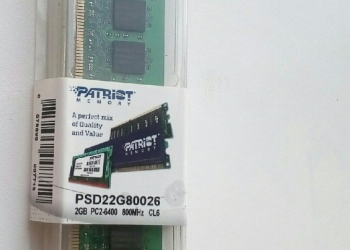 PATRIOT
MEMORY
A perfect mix
of Quality
and Value
PSD22G80026
2GB PC2-6400 800MHz CL6